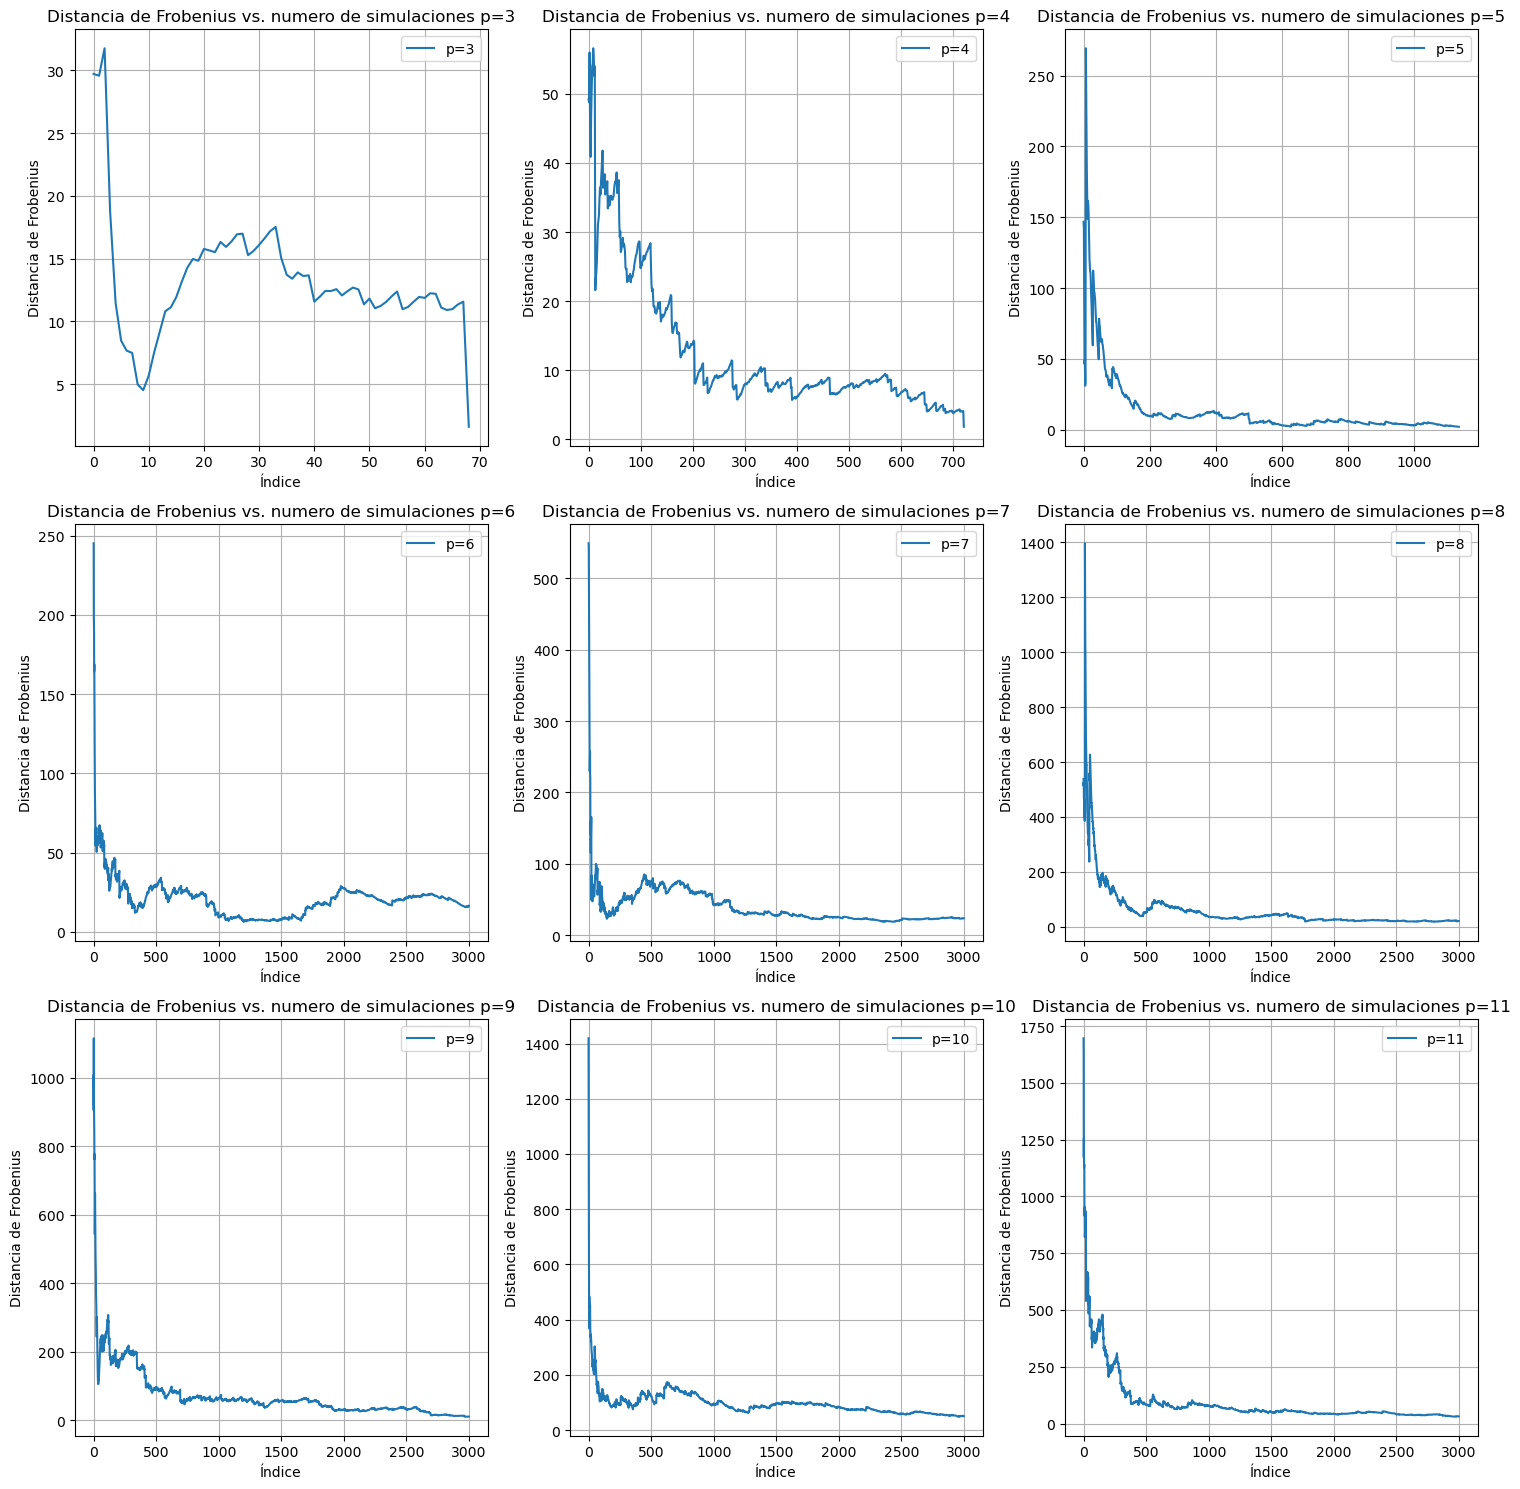 Distancia de Frobenius vs. numero de simulaciones p=3
p=3
Distancia de Frobenius
30
25
20
15
10
5
0 10 20 30 40 50 60 70
Índice
Distancia de Frobenius vs. numero de simulaciones p=4
p=4
Distancia de Frobenius
50
40
30
20
10
0
0 100 200 300 400 500 600 700
Índice
Distancia de Frobenius vs. numero de simulaciones p=5
p=5
Distancia de Frobenius
250
200
150
100
50
0
0 200 400 600 800 1000
Índice
Distancia de Frobenius vs. numero de simulaciones p=6
p=6
Distancia de Frobenius
250
200
150
100
50
0
0 500 1000 1500 2000 2500 3000
Índice
Distancia de Frobenius vs. numero de simulaciones p=7
p=7
Distancia de Frobenius
500
400
300
200
100
0
0 500 1000 1500 2000 2500 3000
Índice
Distancia de Frobenius vs. numero de simulaciones p=8
p=8
Distancia de Frobenius
1400
1200
1000
800
600
400
200
0
0 500 1000 1500 2000 2500 3000
Índice
Distancia de Frobenius vs. numero de simulaciones p=9
p=9
Distancia de Frobenius
1000
800
600
400
200
0
0 500 1000 1500 2000 2500 3000
Índice
Distancia de Frobenius vs. numero de simulaciones p=10
p=10
Distancia de Frobenius
1400
1200
1000
800
600
400
200
0
0 500 1000 1500 2000 2500 3000
Índice
Distancia de Frobenius vs. numero de simulaciones p=11
p=11
Distancia de Frobenius
1750
1500
1250
1000
750
500
250
0
0 500 1000 1500 2000 2500 3000
Índice